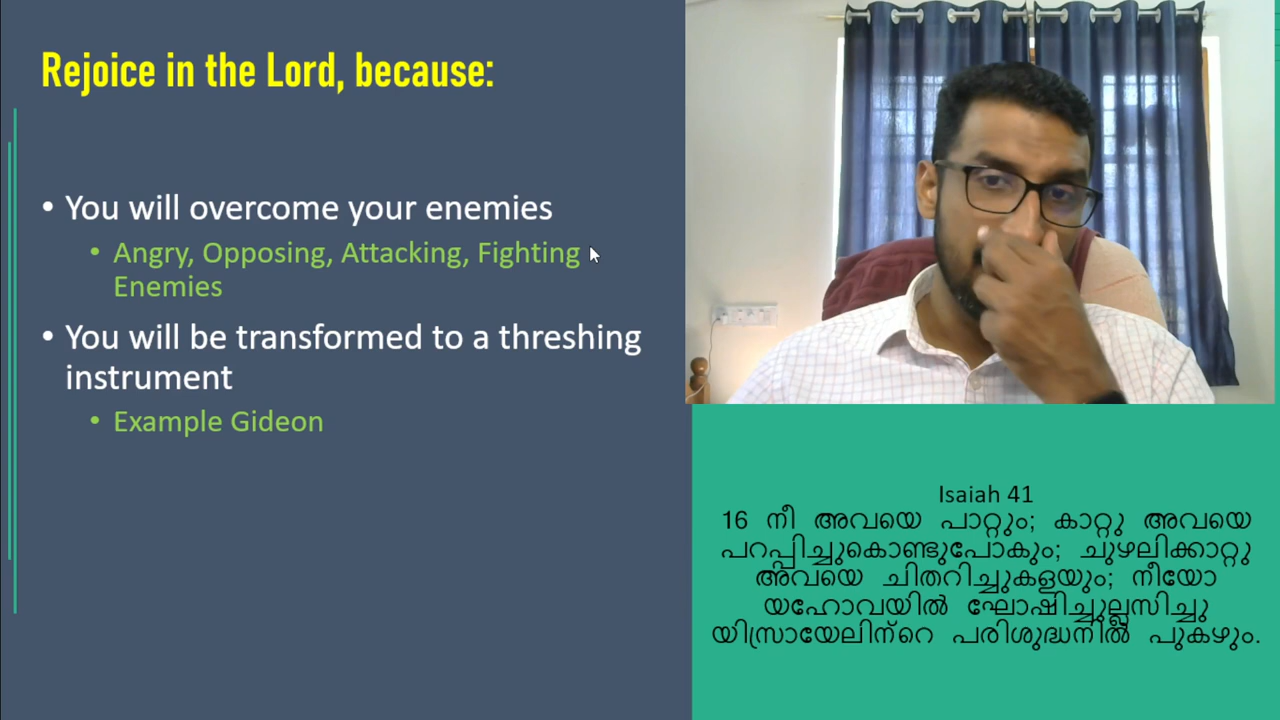 Rejoice in the Lord, because:
• You will overcome your enemies
• Angry, Opposing, Attacking, Fighting
Enemies
• You will be transformed to a threshing
instrument
• Example Gideon
Isaiah 41
16 നീ അവയെ പാറ്റും; കാറ്റു അവയെ
പറപ്പിച്ചുകൊണ്ടുപോകും; ചുഴലിക്കാറ്റു
അവയെ ചിതറിച്ചുകളയും; നീയോ
യഹോവയിൽ ഘോഷിച്ചുല്ലസിച്ചു
യിസ്രായേലിന്റെ പരിശുദ്ധനിൽ പുകഴും.